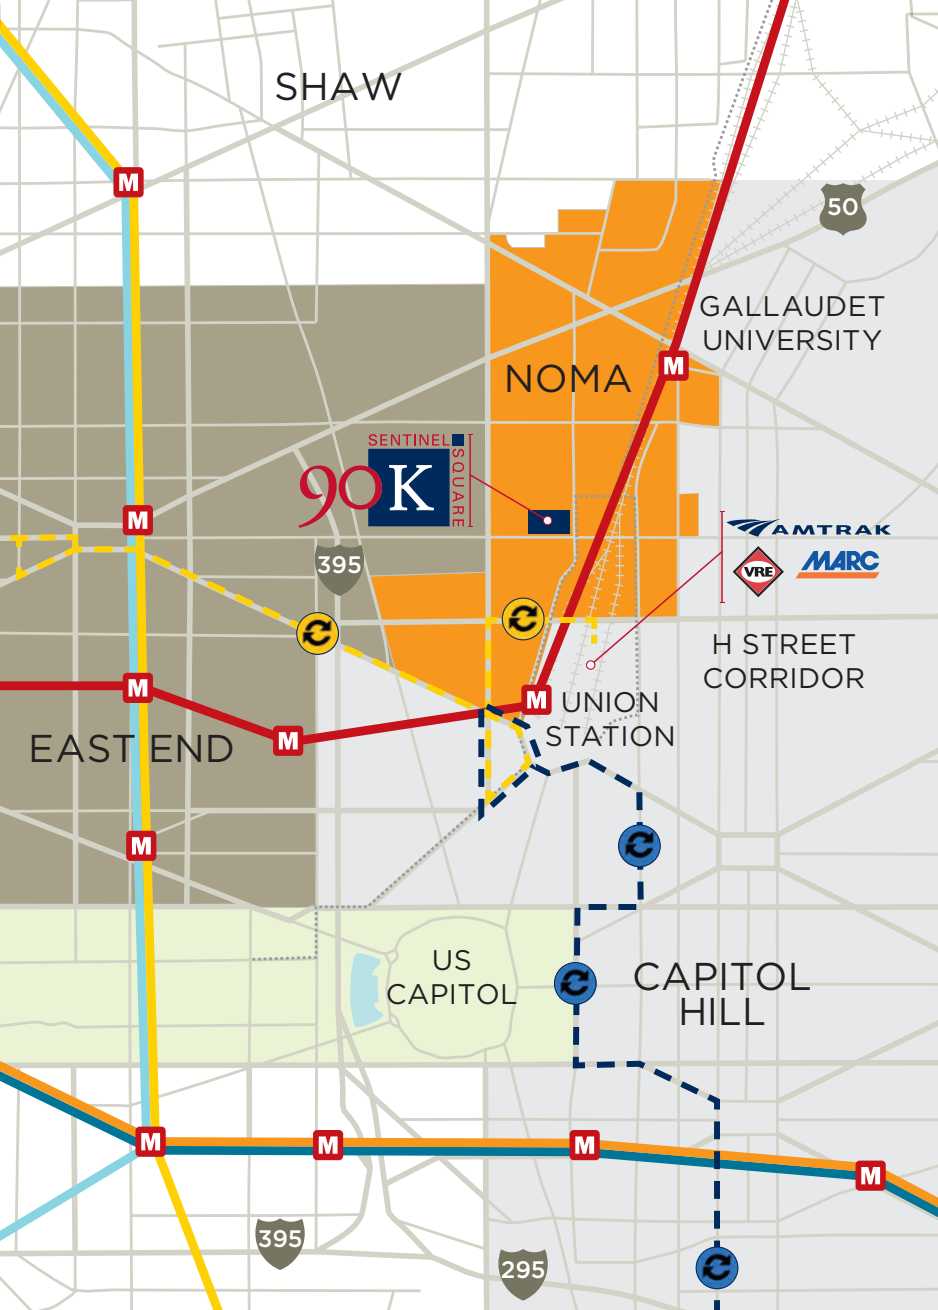 SHAW
M
50
GALLAUDET
UNIVERSITY
M
NOMA
SENTINEL
SQUARE
90K
M
AMTRAK
VRE
MARC
395
H STREET
CORRIDOR
M
M
UNION
STATION
M
EAST END
M
US
CAPITOL
CAPITOL
HILL
M
M
M
M
395
295